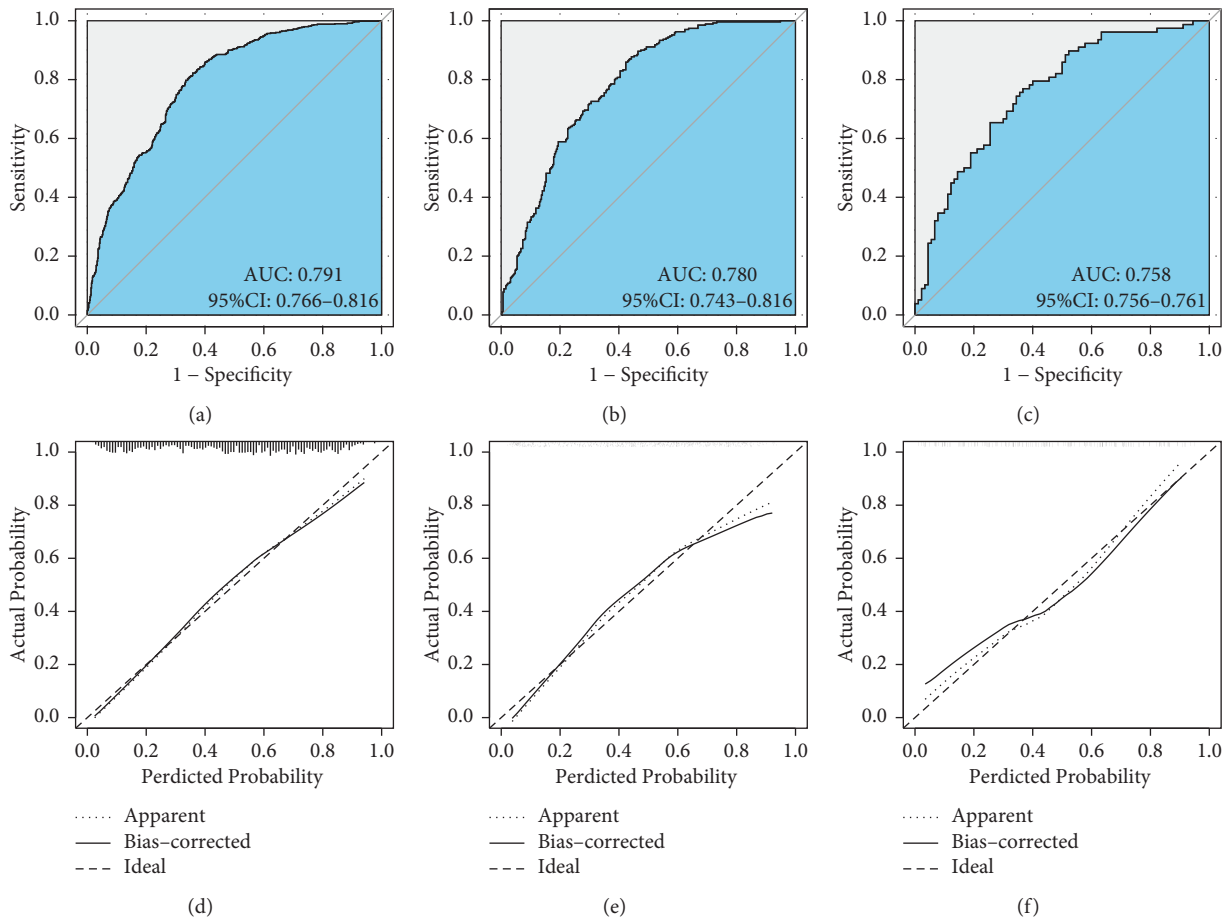 1.0
0.8
0.6
0.4
0.2
0.0
Sensitivity
AUC: 0.791
95%CI: 0.766–0.816
0.0 0.2 0.4 0.6 0.8 1.0
1 – Specificity
(a)
1.0
0.8
0.6
0.4
0.2
0.0
Sensitivity
AUC: 0.780
95%CI: 0.743–0.816
0.0 0.2 0.4 0.6 0.8 1.0
1 – Specificity
(b)
1.0
0.8
0.6
0.4
0.2
0.0
Sensitivity
AUC: 0.758
95%CI: 0.756–0.761
0.0 0.2 0.4 0.6 0.8 1.0
1 – Specificity
(c)
1.0
0.8
0.6
0.4
0.2
0.0
Actual Probability
0.0 0.2 0.4 0.6 0.8 1.0
Perdicted Probability
Apparent
Bias–corrected
Ideal
(d)
1.0
0.8
0.6
0.4
0.2
0.0
Actual Probability
0.0 0.2 0.4 0.6 0.8 1.0
Perdicted Probability
Apparent
Bias–corrected
Ideal
(e)
1.0
0.8
0.6
0.4
0.2
0.0
Actual Probability
0.0 0.2 0.4 0.6 0.8 1.0
Perdicted Probability
Apparent
Bias–corrected
Ideal
(f)